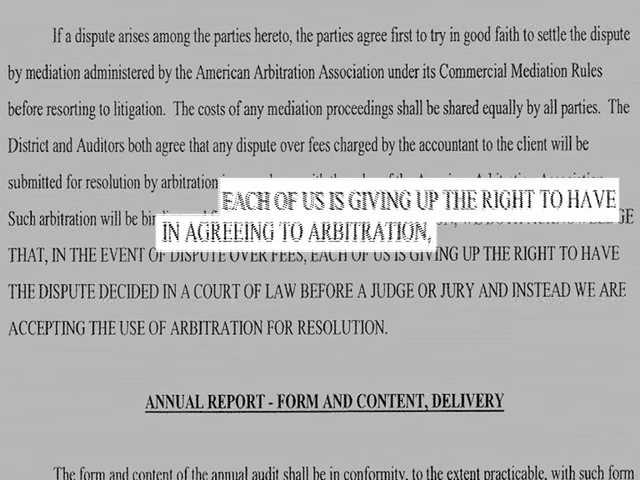 If a dispute arises among the parties hereto, the parties agree first to try in good faith to settle the dispute
by mediation administered by the American Arbitration Association under its Commercial Mediation Rules
before resorting to litigation. The costs of any mediation proceedings shall be shared equally by all parties. The
District and Auditors both agree that any dispute over fees charged by the accountant to the client will be
submitted for resolution by arbitration
EACH OF US IS GIVING UP THE RIGHT TO HAVE
Such arbitration will be
IN AGREEING TO ARBITRATION,
THAT, IN THE EVENT OF DISPUTE OVER FEES, EACH OF US IS GIVING UP THE RIGHT TO HAVE
THE DISPUTE DECIDED IN A COURT OF LAW BEFORE A JUDGE OR JURY AND INSTEAD WE ARE
ACCEPTING THE USE OF ARBITRATION FOR RESOLUTION.
ANNUAL REPORT - FORM AND CONTENT, DELIVERY
The form and content of the annual audit shall be in conformity, to the extent practicable, with such form